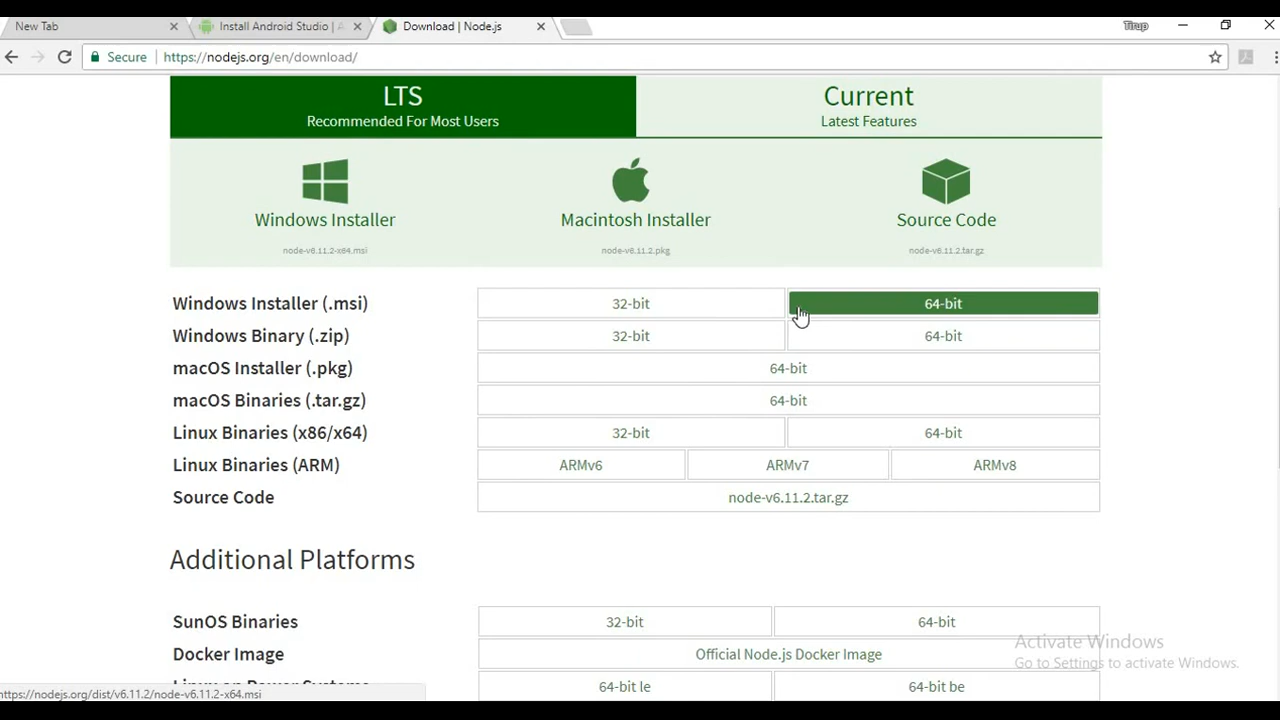 New Tab
Install Android Studio | A
Download | Node.js
Tirup
Secure
https://nodejs.org/en/download/
LTS
Recommended For Most Users
Current
Latest Features
Windows Installer
node-v6.11.2-x64.msi
Macintosh Installer
node-v6.11.2.pkg
Source Code
node-v6.11.2.tar.gz
Windows Installer (.msi) 32-bit 64-bit
Windows Binary (.zip) 32-bit 64-bit
macOS Installer (.pkg) 64-bit
macOS Binaries (.tar.gz) 64-bit
Linux Binaries (x86/x64) 32-bit 64-bit
Linux Binaries (ARM) ARMv6 ARMv7 ARMv8
Source Code node-v6.11.2.tar.gz
Additional Platforms
SunOS Binaries 32-bit 64-bit
Docker Image Official Node.js Docker Image
Linux on Power Systems 64-bit le 64-bit be
Activate Windows
Go to Settings to activate Windows.
https://nodejs.org/dist/v6.11.2/node-v6.11.2-x64.msi